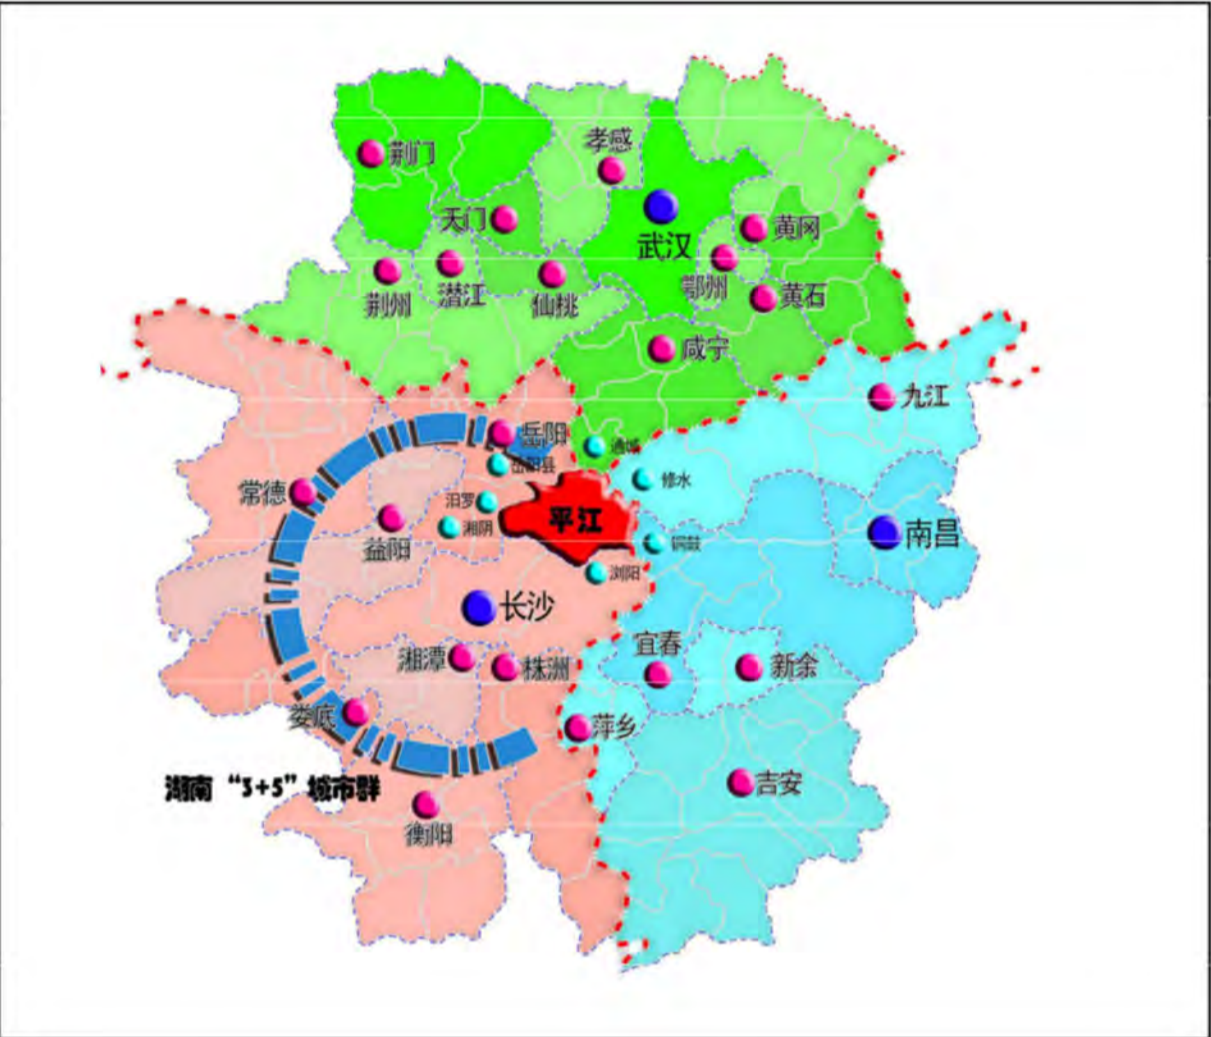 孝感
荆门
天门
武汉
黄冈
荆州
潜江
仙桃
鄂州
黄石
咸宁
九江
岳阳
通城
岳阳县
修水
常德
汨罗
湘阴
平江
益阳
铜鼓
南昌
浏阳
长沙
宜春
湘潭
株洲
新余
娄底
萍乡
湖南“3+5”城市群
吉安
衡阳